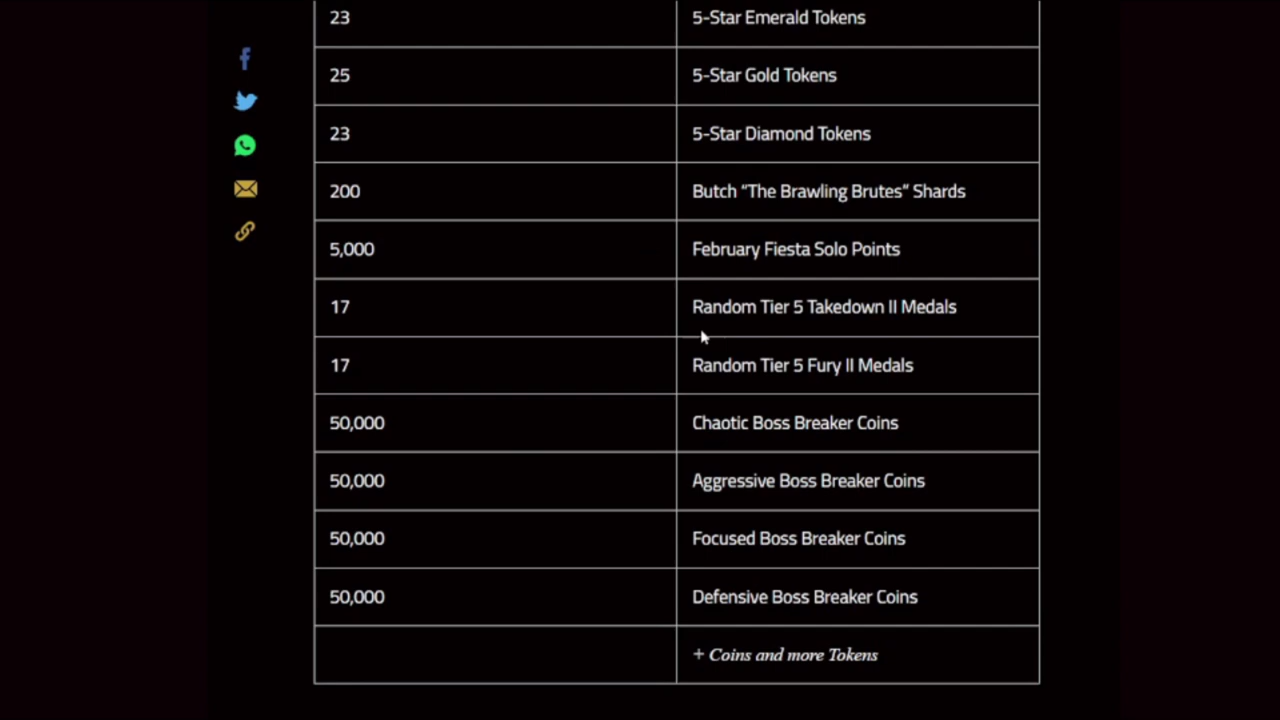 23 5-Star Emerald Tokens
25 5-Star Gold Tokens
23 5-Star Diamond Tokens
200 Butch “The Brawling Brutes“ Shards
5,000 February Fiesta Solo Points
17 Random Tier 5 Takedown II Medals
17 Random Tier 5 Fury II Medals
50,000 Chaotic Boss Breaker Coins
50,000 Aggressive Boss Breaker Coins
50,000 Focused Boss Breaker Coins
50,000 Defensive Boss Breaker Coins
+ Coins and more Tokens